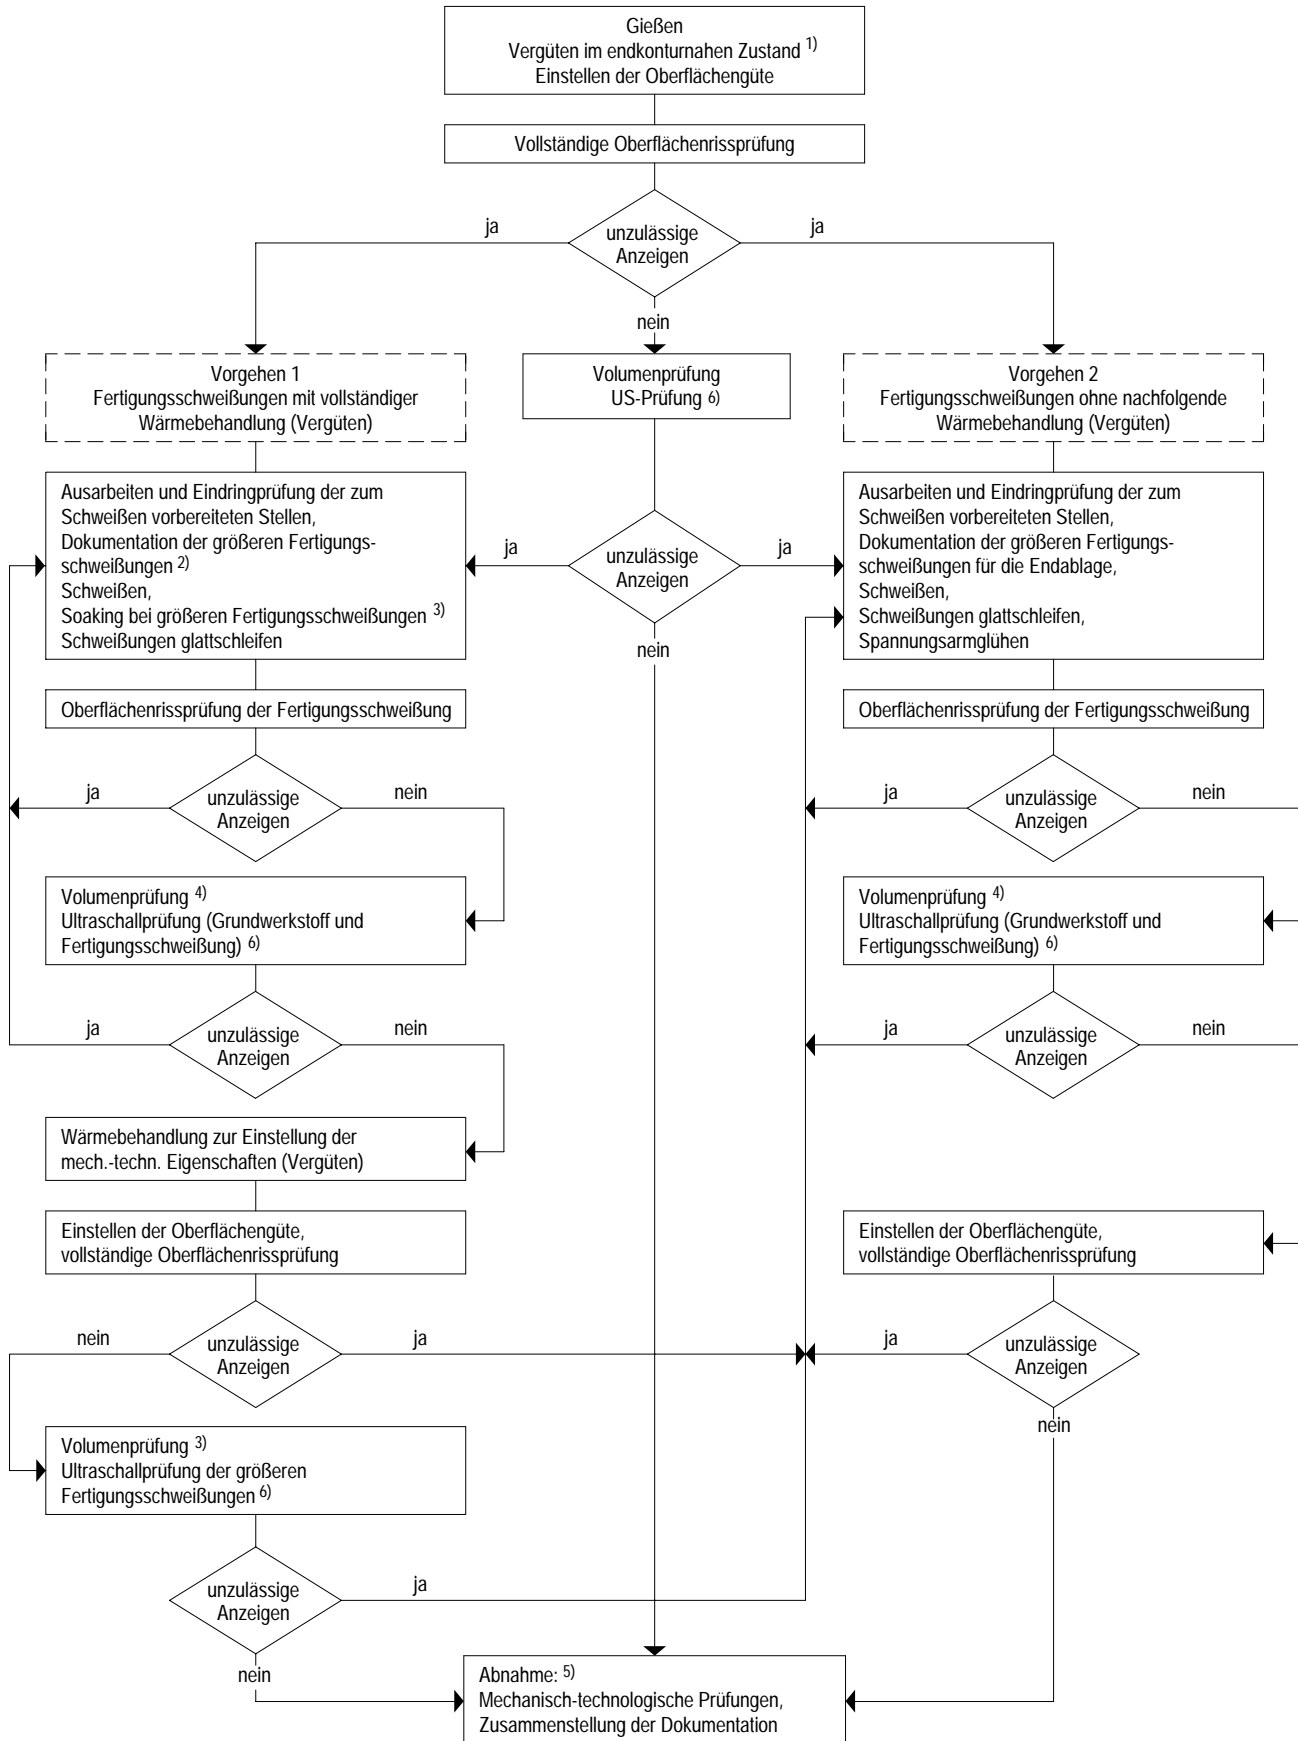 Gießen
Vergüten im endkonturnahen Zustand 1)
Einstellen der Oberflächengüte
Vollständige Oberflächenrissprüfung
ja
unzulässige
Anzeigen
ja
nein
Vorgehen 1
Fertigungsschweißungen mit vollständiger
Wärmebehandlung (Vergüten)
Volumenprüfung
US-Prüfung 6)
Vorgehen 2
Fertigungsschweißungen ohne nachfolgende
Wärmebehandlung (Vergüten)
Ausarbeiten und Eindringprüfung der zum
Schweißen vorbereiteten Stellen,
Dokumentation der größeren Fertigungs-
schweißungen 2)
Schweißen,
Soaking bei größeren Fertigungsschweißungen 3)
Schweißungen glattschleifen
ja
unzulässige
Anzeigen
ja
nein
Ausarbeiten und Eindringprüfung der zum
Schweißen vorbereiteten Stellen,
Dokumentation der größeren Fertigungs-
schweißungen für die Endablage,
Schweißen,
Schweißungen glattschleifen,
Spannungsarmglühen
Oberflächenrissprüfung der Fertigungsschweißung
Oberflächenrissprüfung der Fertigungsschweißung
ja
unzulässige
Anzeigen
nein
ja
unzulässige
Anzeigen
nein
Volumenprüfung 4)
Ultraschallprüfung (Grundwerkstoff und
Fertigungsschweißung) 6)
Volumenprüfung 4)
Ultraschallprüfung (Grundwerkstoff und
Fertigungsschweißung) 6)
ja
unzulässige
Anzeigen
nein
ja
unzulässige
Anzeigen
nein
Wärmebehandlung zur Einstellung der
mech.-techn. Eigenschaften (Vergüten)
Einstellen der Oberflächengüte,
vollständige Oberflächenrissprüfung
Einstellen der Oberflächengüte,
vollständige Oberflächenrissprüfung
nein
unzulässige
Anzeigen
ja
ja
unzulässige
Anzeigen
nein
Volumenprüfung 3)
Ultraschallprüfung der größeren
Fertigungsschweißungen 6)
unzulässige
Anzeigen
ja
nein
Abnahme: 5)
Mechanisch-technologische Prüfungen,
Zusammenstellung der Dokumentation